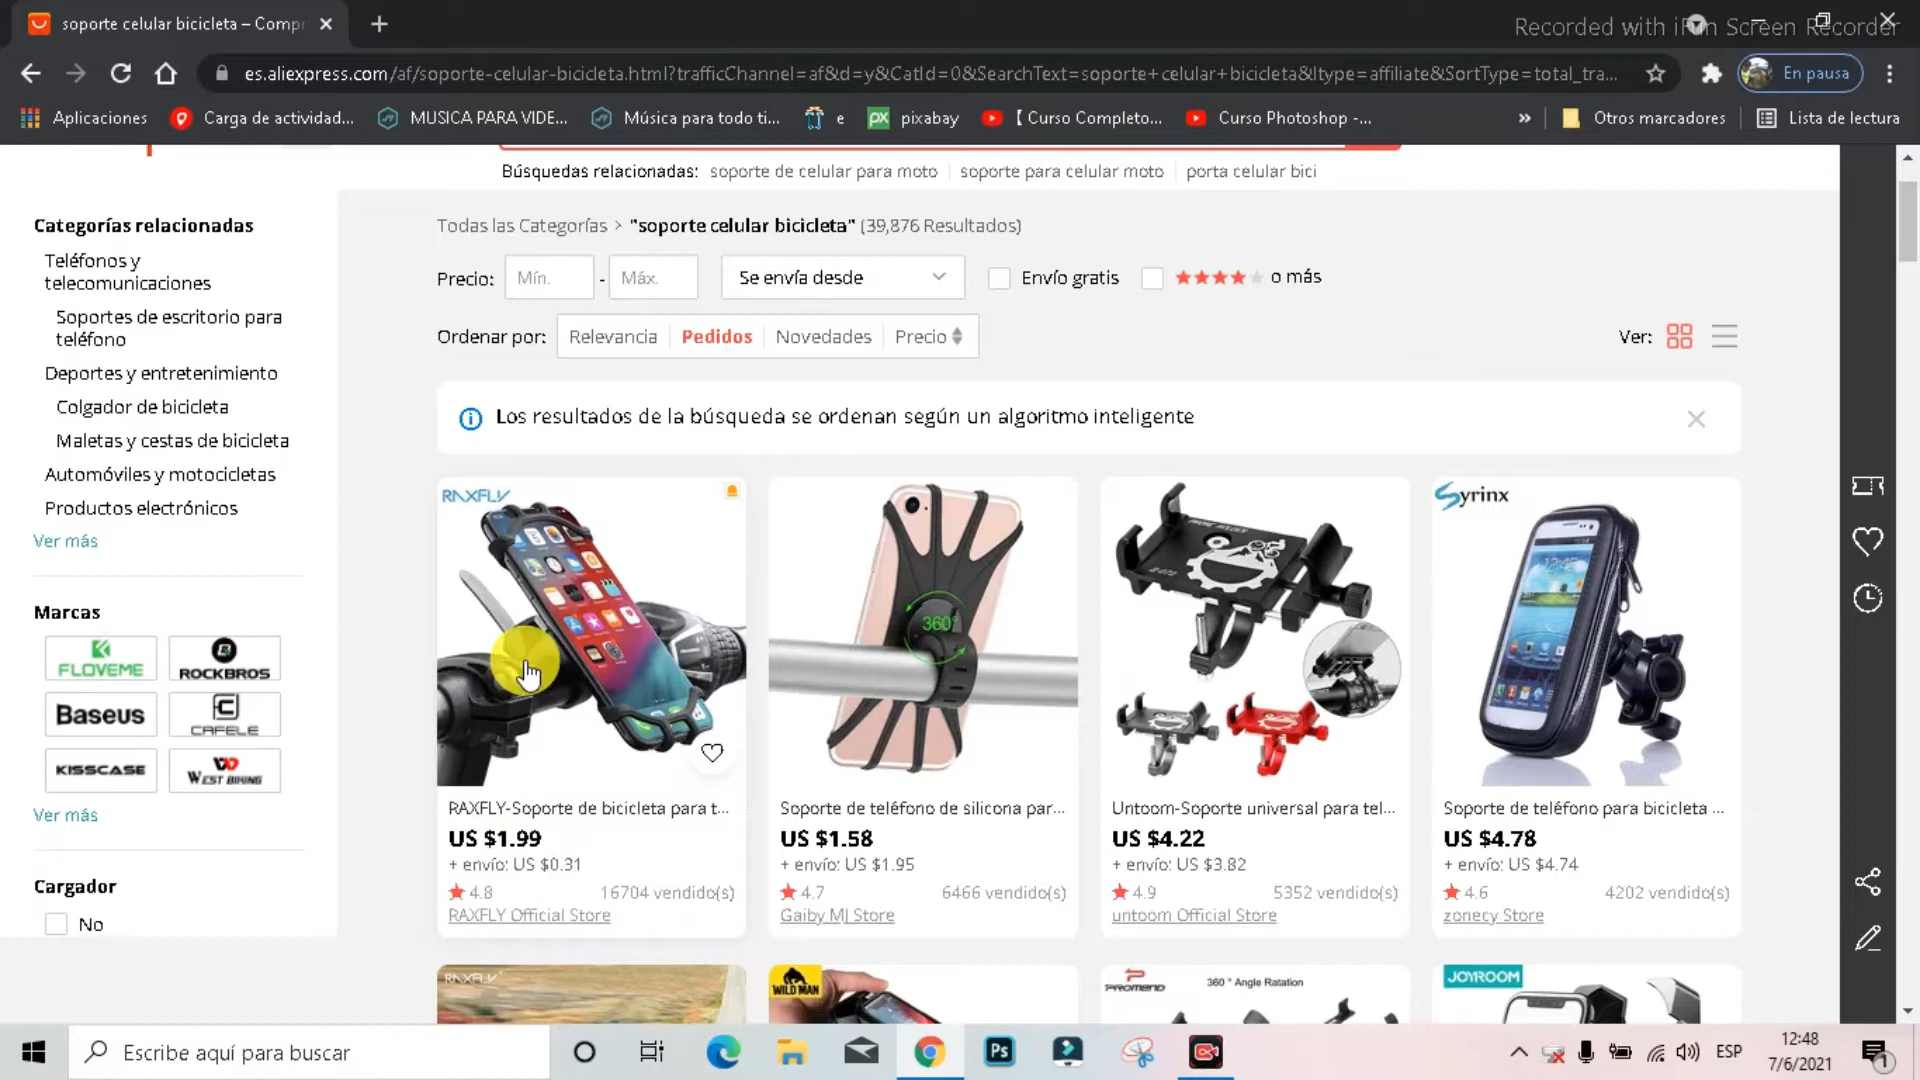 soporte celular bicicleta – Comp
Recorded with iFun Screen Recorder
es.aliexpress.com/af/soporte-celular-bicicleta.html?trafficChannel=af&d=y&CatId=0&SearchText=soporte+celular+bicicleta&ltype=affiliate&SortType=total_tra...
En pausa
Aplicaciones
Carga de actividad...
MUSICA PARA VIDE...
Música para todo ti...
e
px pixabay
【 Curso Completo...
Curso Photoshop -...
»
Otros marcadores
Lista de lectura
Búsquedas relacionadas: soporte de celular para moto soporte para celular moto porta celular bici
Categorías relacionadas
Teléfonos y
telecomunicaciones
Soportes de escritorio para
teléfono
Deportes y entretenimiento
Colgador de bicicleta
Maletas y cestas de bicicleta
Automóviles y motocicletas
Productos electrónicos
Ver más
Marcas
FLOVEME
ROCKBROS
Baseus
CAFELE
KISSCASE
WEST BIKING
Ver más
Cargador
No
Todas las Categorías > "soporte celular bicicleta" (39,876 Resultados)
Precio: Mín. - Máx. Se envía desde Envío gratis o más
Ordenar por: Relevancia Pedidos Novedades Precio
Ver:
Los resultados de la búsqueda se ordenan según un algoritmo inteligente
RAXFLY
RAXFLY-Soporte de bicicleta para t...
US $1.99
+ envío: US $0.31
4.8 16704 vendido(s)
RAXFLY Official Store
360°
Soporte de teléfono de silicona par...
US $1.58
+ envío: US $1.95
4.7 6466 vendido(s)
Gaiby MJ Store
PHONE HOLDER
Untoom-Soporte universal para tel...
US $4.22
+ envío: US $3.82
4.9 5352 vendido(s)
untoom Official Store
Syrinx
Soporte de teléfono para bicicleta ...
US $4.78
+ envío: US $4.74
4.6 4202 vendido(s)
zonecy Store
RAXFLY
WILD MAN
PROMEND
360 ° Angle Ratation
JOYROOM
Escribe aquí para buscar
Ps
ESP
12:48
7/6/2021
1